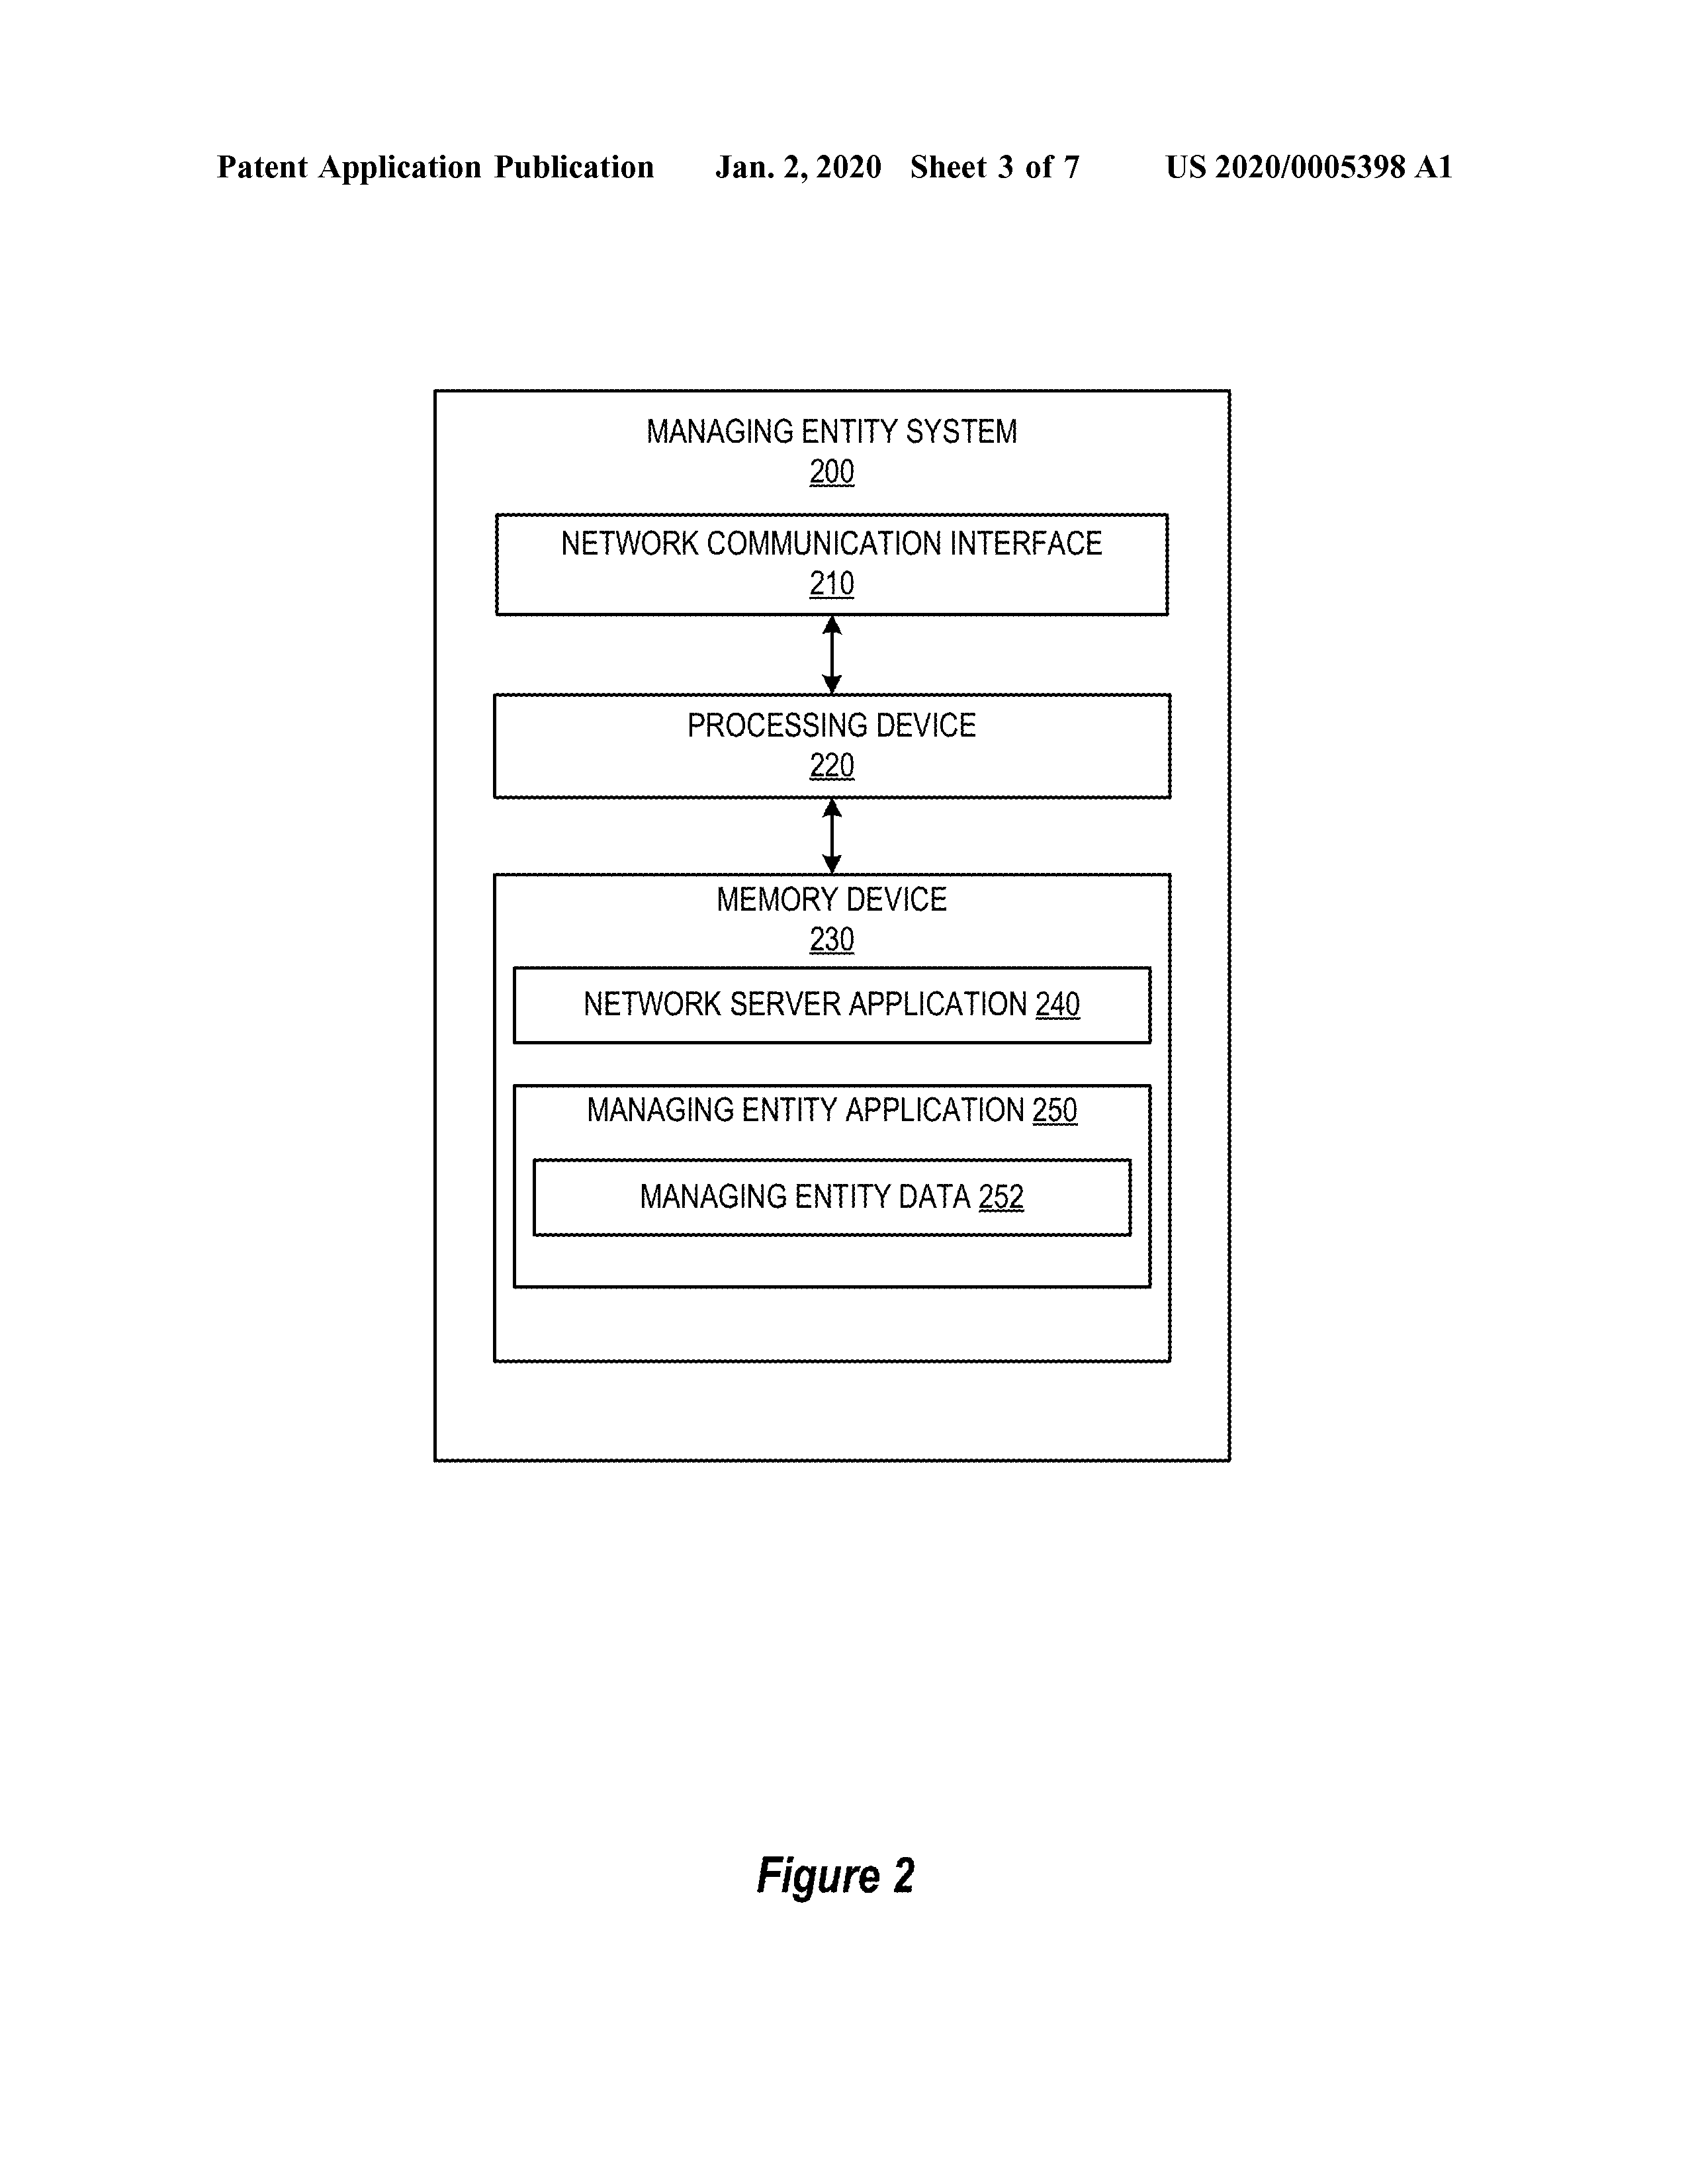 Patent Application Publication Jan. 2, 2020 Sheet 3 of 7 US 2020/0005398 A1
MANAGING ENTITY SYSTEM
200
NETWORK COMMUNICATION INTERFACE
210
PROCESSING DEVICE
220
MEMORY DEVICE
230
NETWORK SERVER APPLICATION 240
MANAGING ENTITY APPLICATION 250
MANAGING ENTITY DATA 252
Figure 2